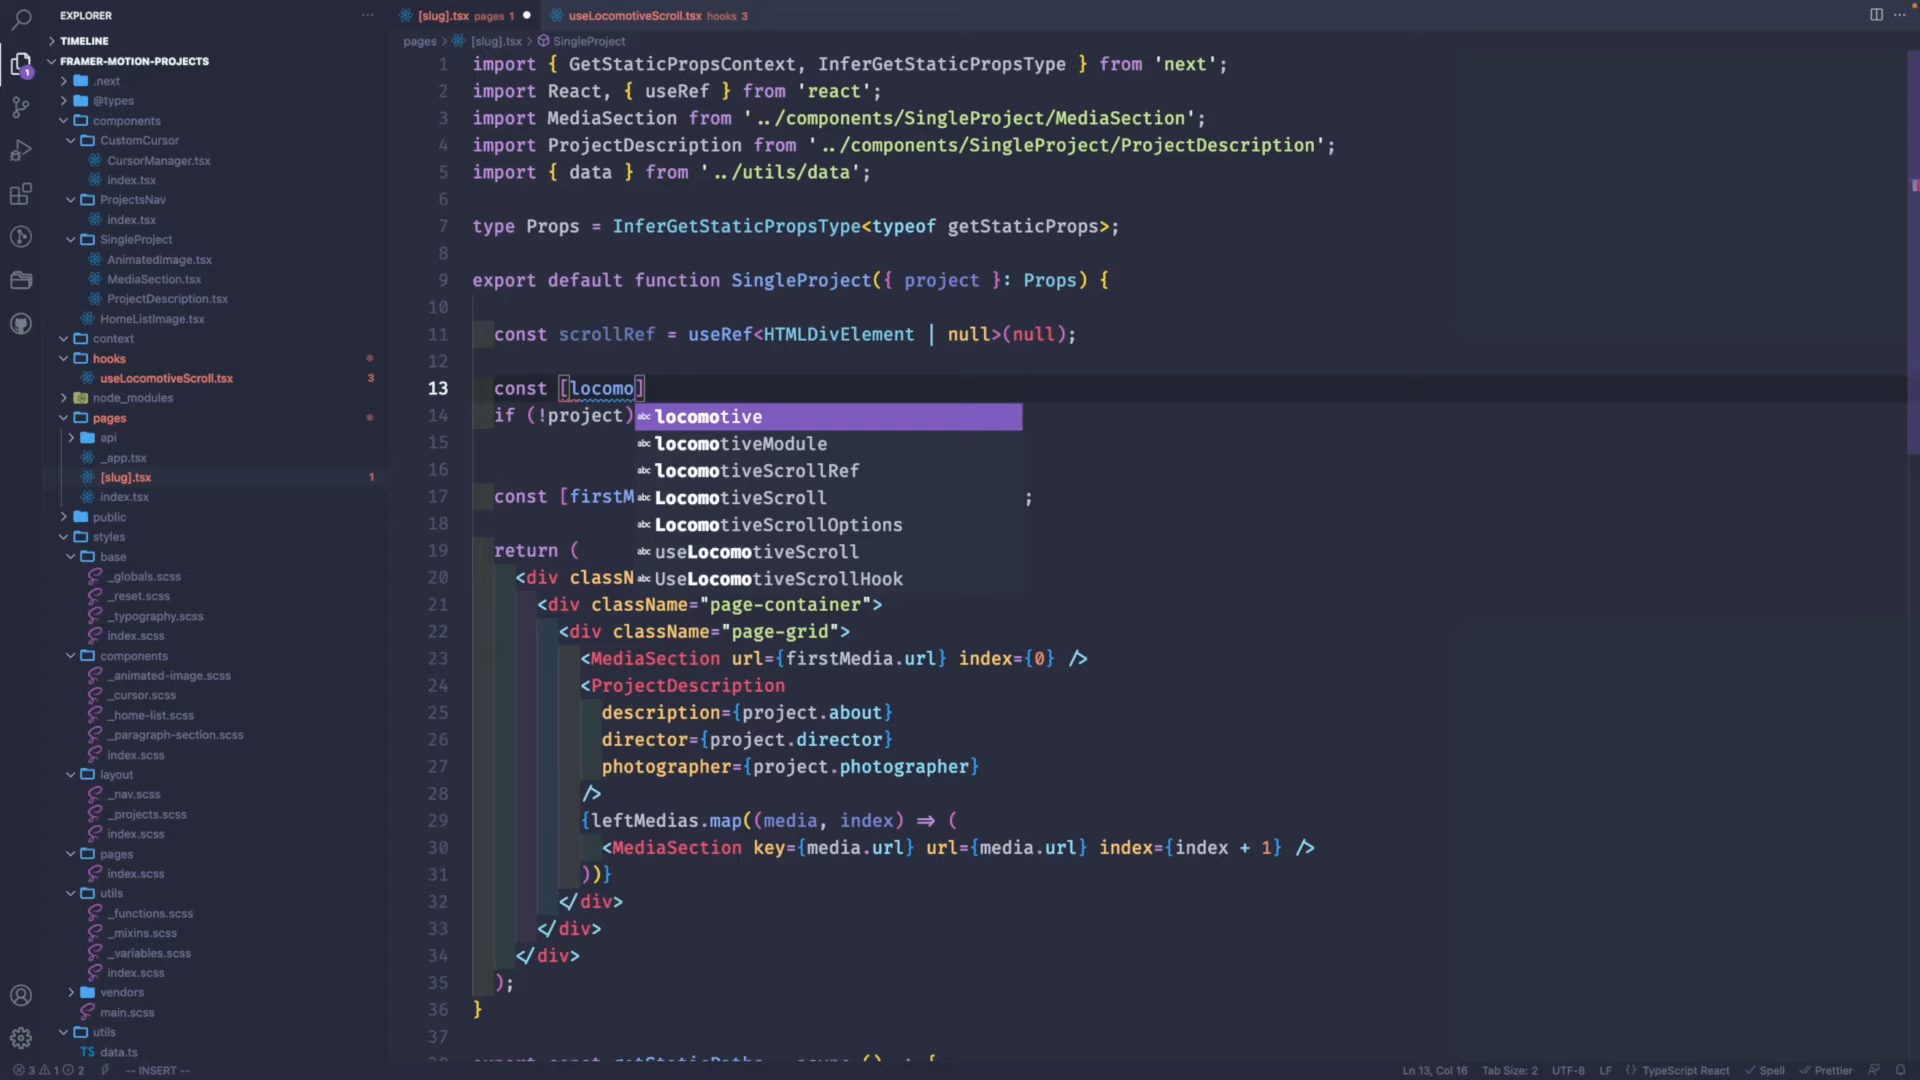 EXPLORER
TIMELINE
FRAMER-MOTION-PROJECTS
.next
@types
components
CustomCursor
CursorManager.tsx
index.tsx
ProjectsNav
index.tsx
SingleProject
AnimatedImage.tsx
MediaSection.tsx
ProjectDescription.tsx
HomeListImage.tsx
context
hooks
useLocomotiveScroll.tsx 3
node_modules
pages
api
_app.tsx
[slug].tsx 1
index.tsx
public
styles
base
_globals.scss
_reset.scss
_typography.scss
index.scss
components
_animated-image.scss
_cursor.scss
_home-list.scss
_paragraph-section.scss
index.scss
layout
_nav.scss
_projects.scss
index.scss
pages
index.scss
utils
_functions.scss
_mixins.scss
_variables.scss
index.scss
vendors
main.scss
utils
TS data.ts
1
[slug].tsx pages 1
useLocomotiveScroll.tsx hooks 3
pages > [slug].tsx > SingleProject
1 import { GetStaticPropsContext, InferGetStaticPropsType } from 'next';
2 import React, { useRef } from 'react';
3 import MediaSection from '../components/SingleProject/MediaSection';
4 import ProjectDescription from '../components/SingleProject/ProjectDescription';
5 import { data } from '../utils/data';
6
7 type Props = InferGetStaticPropsType<typeof getStaticProps>;
8
9 export default function SingleProject({ project }: Props) {
10
11 const scrollRef = useRef<HTMLDivElement | null>(null);
12
13 const [locomo]
14 if (!project)
15
16
17 const [firstM ;
18
19 return (
20 <div classN
21 <div className="page-container">
22 <div className="page-grid">
23 <MediaSection url={firstMedia.url} index={0} />
24 <ProjectDescription
25 description={project.about}
26 director={project.director}
27 photographer={project.photographer}
28 />
29 {leftMedias.map((media, index) => (
30 <MediaSection key={media.url} url={media.url} index={index + 1} />
31 ))}
32 </div>
33 </div>
34 </div>
35 );
36 }
37
abc locomotive
abc locomotiveModule
abc locomotiveScrollRef
abc LocomotiveScroll
abc LocomotiveScrollOptions
abc useLocomotiveScroll
abc UseLocomotiveScrollHook
3 1 2 -- INSERT --
Ln 13, Col 16 Tab Size: 2 UTF-8 LF {} TypeScript React Spell Prettier